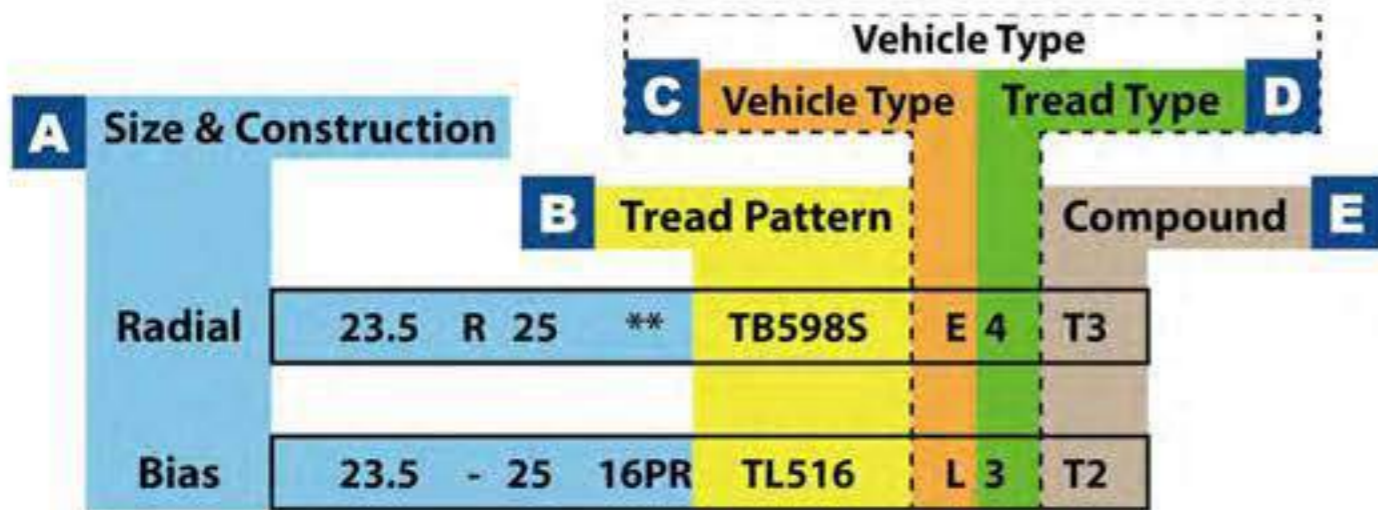 Vehicle Type
C Vehicle Type Tread Type D
A Size & Construction
B Tread Pattern Compound E
Radial 23.5 R 25 ** TB598S E 4 T3
Bias 23.5 - 25 16PR TL516 L 3 T2